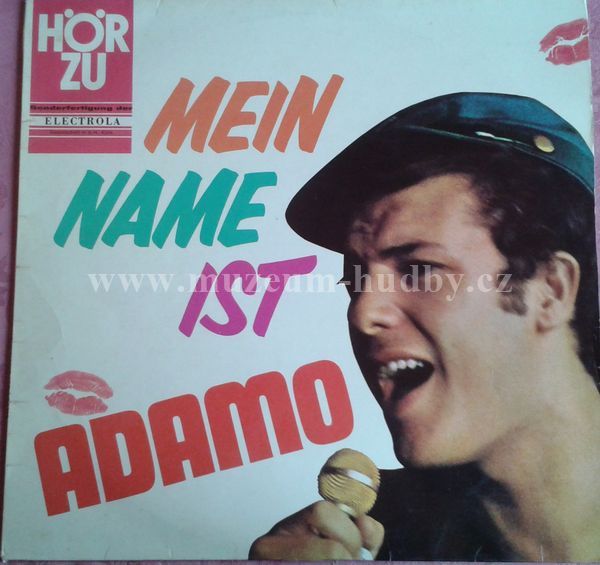 HÖR
ZU
Sonderfertigung der
ELECTROLA
MEIN
NAME
IST
www.muzeum-hudby.cz
ADAMO